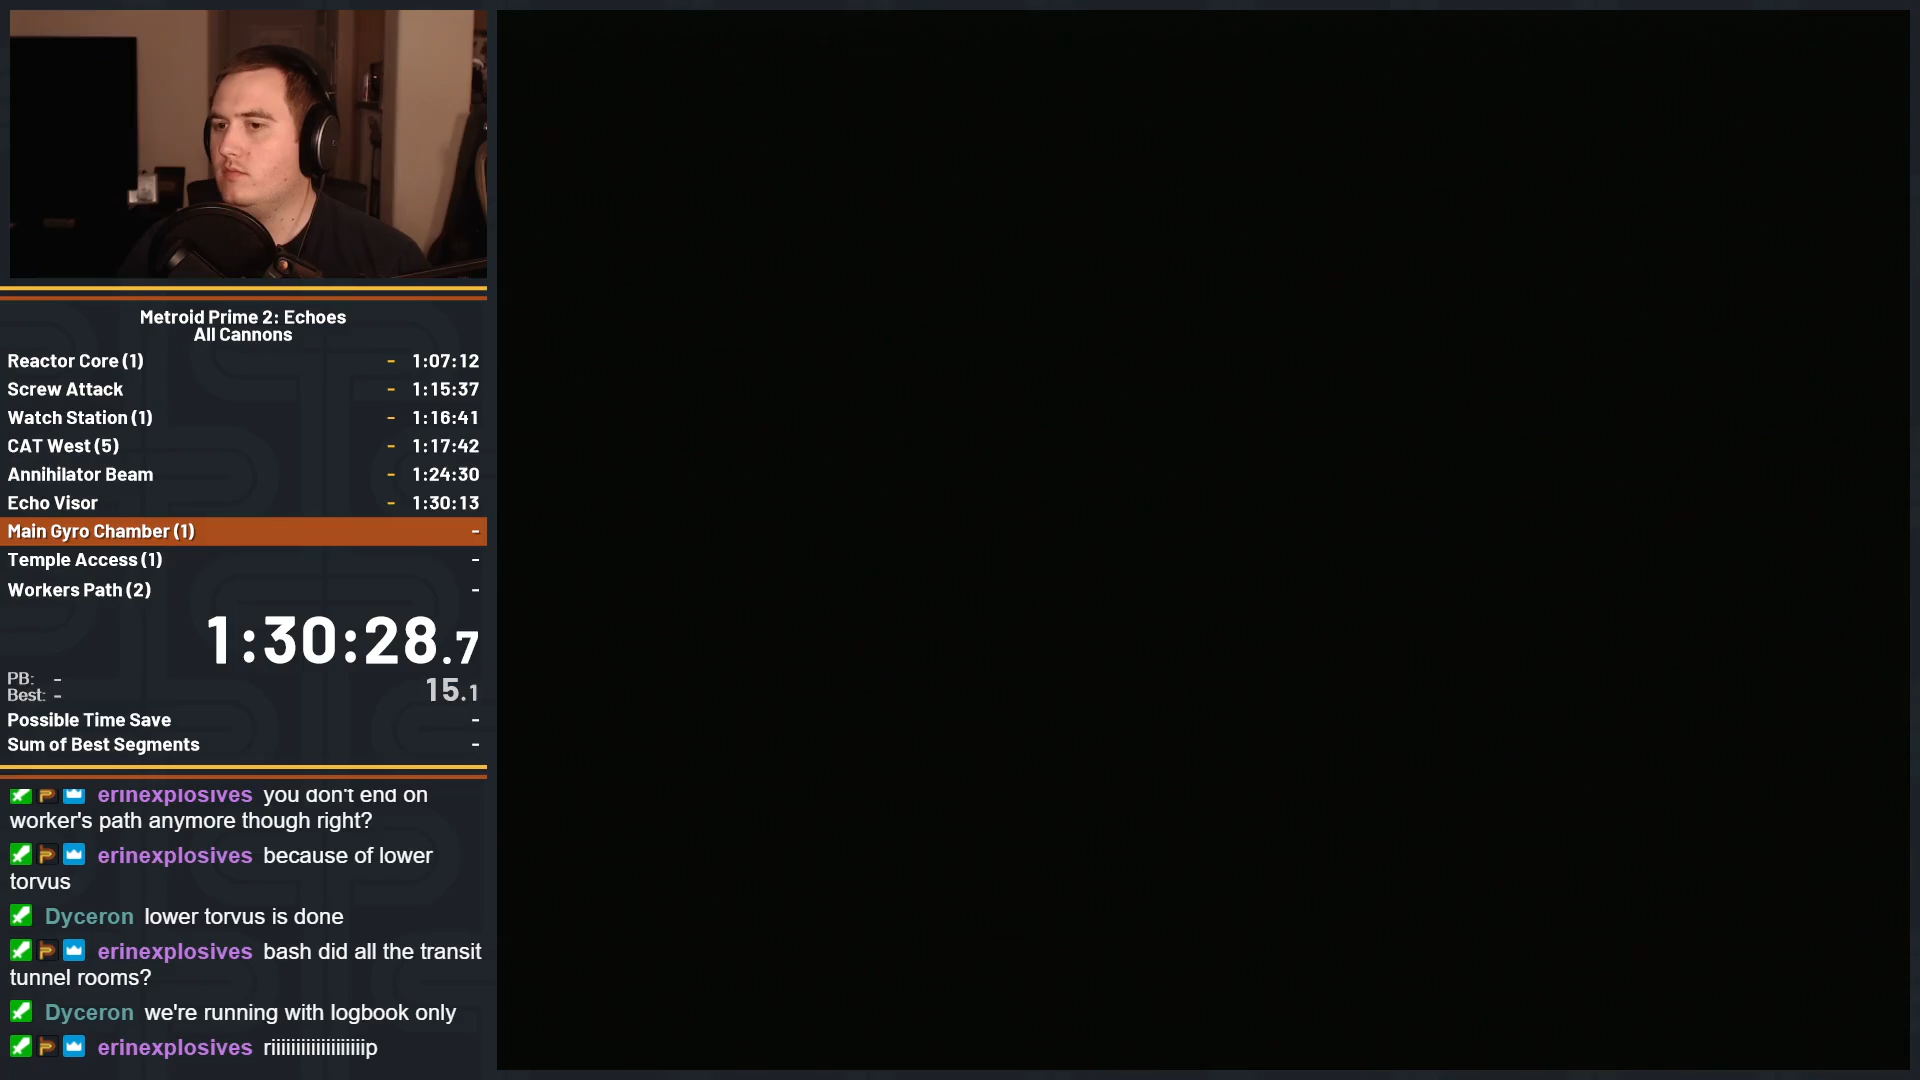 Metroid Prime 2: Echoes
All Cannons
Reactor Core (1) - 1:07:12
Screw Attack - 1:15:37
Watch Station (1) - 1:16:41
CAT West (5) - 1:17:42
Annihilator Beam - 1:24:30
Echo Visor - 1:30:13
Main Gyro Chamber (1) -
Temple Access (1) -
Workers Path (2) -
1:30:28.7
PB: -
Best: - 15.1
Possible Time Save -
Sum of Best Segments -
erinexplosives you don't end on
worker's path anymore though right?
erinexplosives because of lower
torvus
Dyceron lower torvus is done
erinexplosives bash did all the transit
tunnel rooms?
Dyceron we're running with logbook only
erinexplosives riiiiiiiiiiiiiiiiiiip